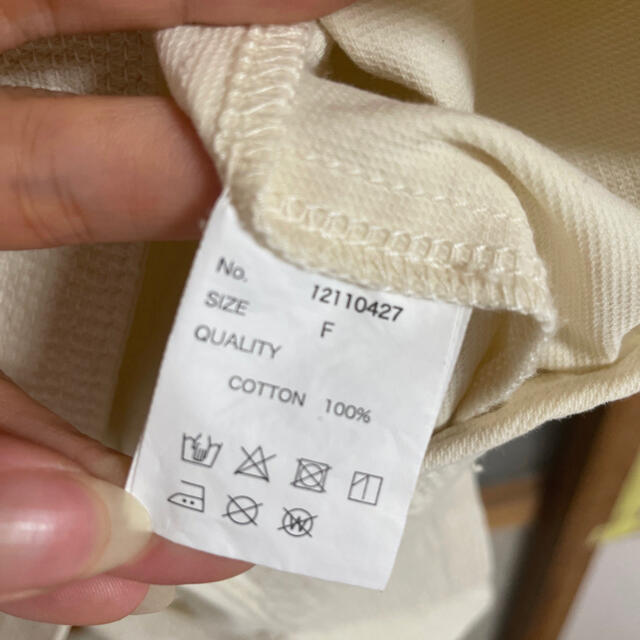 No. 12110427
SIZE F
QUALITY
COTTON 100%
W